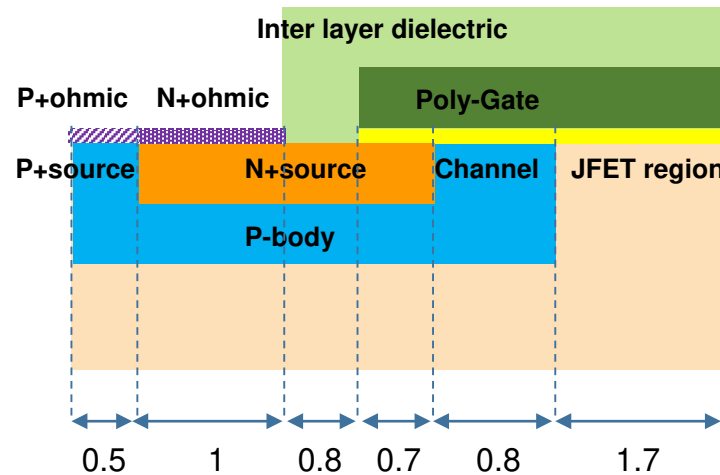 Inter layer dielectric
P+ohmic N+ohmic Poly-Gate
P+source N+source Channel JFET region
P-body
0.5 1 0.8 0.7 0.8 1.7